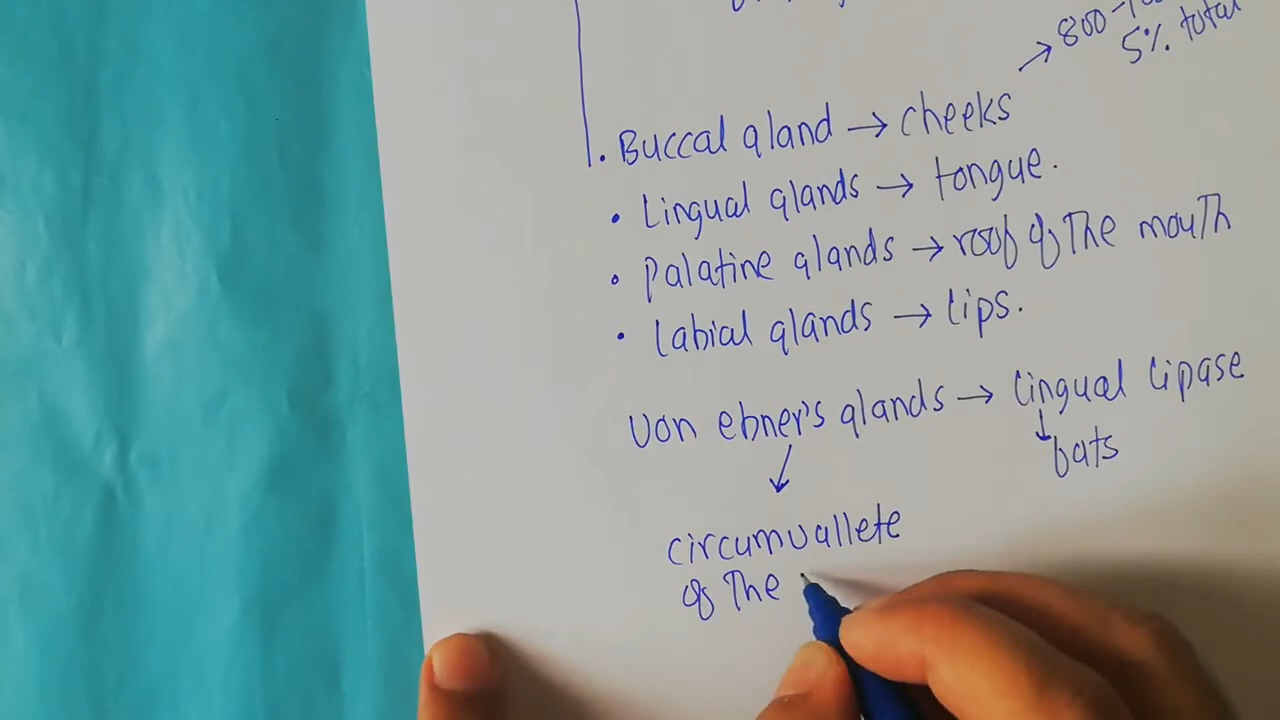 800-
5% total
. Buccal gland → cheeks
• Lingual glands → tongue.
• Palatine glands → roof of The mouth
• Labial glands → Lips.
Von ebner's glands → Lingual Lipase
circumvallete
of The